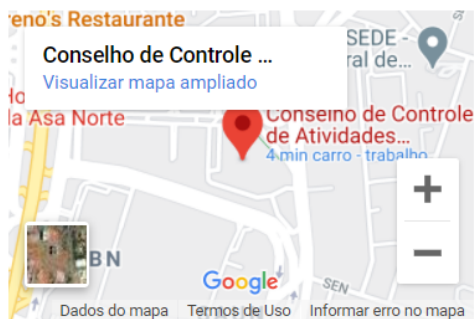 reno's Restaurante
Conselho de Controle ...
Visualizar mapa ampliado
SEDE -
ral de...
Ho
la Asa Norte
Conselho de Controle
de Atividades...
4 min carro - trabalho
+
−
BN
Google
SEN
Dados do mapa Termos de Uso Informar erro no mapa